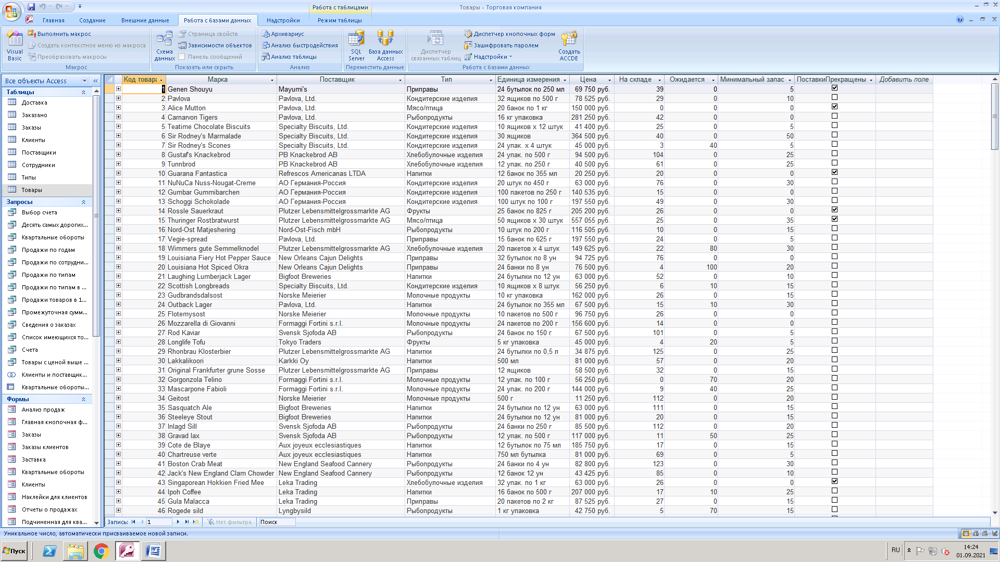 Работа с таблицами
Товары - Торговая компания
Главная Создание Внешние данные Работа с базами данных Надстройки Режим таблицы
Visual Basic
Выполнить макрос
Создать контекстное меню из макроса
Преобразовать макросы
Макрос
Схема данных
Страница свойств
Зависимости объектов
Панель сообщений
Показать или скрыть
Архивариус
Анализ быстродействия
Анализ таблицы
Анализ
SQL Server
База данных Access
Переместить данные
Диспетчер связанных таблиц
Диспетчер кнопочных форм
Зашифровать паролем
Надстройки
Создать ACCDE
Работа с базами данных
Все объекты Access
Таблицы
Доставка
Заказано
Заказы
Клиенты
Поставщики
Сотрудники
Типы
Товары
Запросы
Выбор счета
Десять самых дорогих...
Квартальные обороты
Продажи по годам
Продажи по сотрудни...
Продажи по типам
Продажи по типам в ...
Продажи товаров в 1...
Промежуточная сумм...
Сведения о заказах
Список имеющихся то...
Счета
Товары с ценой выше ...
Клиенты и поставщик...
Квартальные обороты...
Формы
Анализ продаж
Главная кнопочная ф...
Заказы
Заказы клиентов
Заставка
Квартальные обороты
Клиенты
Наклейки для клиентов
Отчеты о продажах
Подчиненная для ква...
Код товара Марка Поставщик Тип Единица измерения Цена На складе Ожидается Минимальный запас ПоставкиПрекращены Добавить поле
1 Genen Shouyu Mayumi's Приправы 24 бутылок по 250 мл 69 750 руб. 39 0 5
2 Pavlova Pavlova, Ltd. Кондитерские изделия 32 ящиков по 500 г 78 525 руб. 29 0 10
3 Alice Mutton Pavlova, Ltd. Мясо/птица 20 банок по 1 кг 150 000 руб. 0 0 0
4 Carnarvon Tigers Pavlova, Ltd. Рыбопродукты 16 кг упаковка 281 250 руб. 42 0 0
5 Teatime Chocolate Biscuits Specialty Biscuits, Ltd. Кондитерские изделия 10 ящиков x 12 штук 41 400 руб. 25 0 5
6 Sir Rodney's Marmalade Specialty Biscuits, Ltd. Кондитерские изделия 30 ящиков 364 500 руб. 40 0 50
7 Sir Rodney's Scones Specialty Biscuits, Ltd. Кондитерские изделия 24 упак. x 4 штук 45 000 руб. 3 40 5
8 Gustaf's Knackebrod PB Knackebrod AB Хлебобулочные изделия 24 упак. по 500 г 94 500 руб. 104 0 25
9 Tunnbrod PB Knackebrod AB Хлебобулочные изделия 12 упак. по 250 г 40 500 руб. 61 0 25
10 Guarana Fantastica Refrescos Americanas LTDA Напитки 12 банок по 355 мл 20 250 руб. 20 0 0
11 NuNuCa Nuss-Nougat-Creme АО Германия-Россия Кондитерские изделия 20 штук по 450 г 63 000 руб. 76 0 30
12 Gumbar Gummibarchen АО Германия-Россия Кондитерские изделия 100 пакетов по 250 г 140 535 руб. 15 0 0
13 Schoggi Schokolade АО Германия-Россия Кондитерские изделия 100 штук по 100 г 197 550 руб. 49 0 30
14 Rossle Sauerkraut Plutzer Lebensmittelgrossmarkte AG Фрукты 25 банок по 825 г 205 200 руб. 26 0 0
15 Thuringer Rostbratwurst Plutzer Lebensmittelgrossmarkte AG Мясо/птица 50 ящиков x 30 штук 557 055 руб. 25 0 35
16 Nord-Ost Matjeshering Nord-Ost-Fisch mbH Рыбопродукты 10 штук по 200 г 116 505 руб. 10 0 15
17 Vegie-spread Pavlova, Ltd. Приправы 15 банок по 625 г 197 550 руб. 24 0 5
18 Wimmers gute Semmelknodel Plutzer Lebensmittelgrossmarkte AG Хлебобулочные изделия 20 пакетов x 4 штук 149 625 руб. 22 80 30
19 Louisiana Fiery Hot Pepper Sauce New Orleans Cajun Delights Приправы 32 бутылок по 8 ун 94 725 руб. 76 0 0
20 Louisiana Hot Spiced Okra New Orleans Cajun Delights Приправы 24 банки по 8 ун 76 500 руб. 4 100 20
21 Laughing Lumberjack Lager Bigfoot Breweries Напитки 24 бутылки по 12 ун 63 000 руб. 52 0 10
22 Scottish Longbreads Specialty Biscuits, Ltd. Кондитерские изделия 10 ящиков x 8 штук 56 250 руб. 6 10 15
23 Gudbrandsdalsost Norske Meierier Молочные продукты 10 кг упаковка 162 000 руб. 26 0 15
24 Outback Lager Pavlova, Ltd. Напитки 24 бутылок по 355 мл 67 500 руб. 15 10 30
25 Flotemysost Norske Meierier Молочные продукты 10 пакетов по 500 г 96 750 руб. 26 0 0
26 Mozzarella di Giovanni Formaggi Fortini s.r.l. Молочные продукты 24 пакетов по 200 г 156 600 руб. 14 0 0
27 Rod Kaviar Svensk Sjofoda AB Рыбопродукты 24 банок по 150 г 67 500 руб. 101 0 5
28 Longlife Tofu Tokyo Traders Фрукты 5 кг упаковка 45 000 руб. 4 20 5
29 Rhonbrau Klosterbier Plutzer Lebensmittelgrossmarkte AG Напитки 24 бутылки по 0,5 л 34 875 руб. 125 0 25
30 Lakkalikoori Karkki Oy Напитки 500 мл 81 000 руб. 57 0 20
31 Original Frankfurter grune Sosse Plutzer Lebensmittelgrossmarkte AG Приправы 12 ящиков 58 500 руб. 32 0 15
32 Gorgonzola Telino Formaggi Fortini s.r.l. Молочные продукты 12 упак. по 100 г 56 250 руб. 0 70 20
33 Mascarpone Fabioli Formaggi Fortini s.r.l. Молочные продукты 24 упак. по 200 г 144 000 руб. 9 40 25
34 Geitost Norske Meierier Молочные продукты 500 г 11 250 руб. 112 0 20
35 Sasquatch Ale Bigfoot Breweries Напитки 24 бутылки по 12 ун 63 000 руб. 111 0 15
36 Steeleye Stout Bigfoot Breweries Напитки 24 бутылки по 12 ун 81 000 руб. 20 0 15
37 Inlagd Sill Svensk Sjofoda AB Рыбопродукты 24 банки по 250 г 85 500 руб. 112 0 20
38 Gravad lax Svensk Sjofoda AB Рыбопродукты 12 упак. по 500 г 117 000 руб. 11 50 25
39 Cote de Blaye Aux joyeux ecclesiastiques Напитки 12 бутылок по 75 мл 185 750 руб. 17 0 15
40 Chartreuse verte Aux joyeux ecclesiastiques Напитки 750 мл бутылка 81 000 руб. 69 0 5
41 Boston Crab Meat New England Seafood Cannery Рыбопродукты 24 банки по 4 ун 82 800 руб. 123 0 30
42 Jack's New England Clam Chowder New England Seafood Cannery Рыбопродукты 12 банок 12 ун 43 425 руб. 85 0 10
43 Singaporean Hokkien Fried Mee Leka Trading Хлебобулочные изделия 32 упак. по 1 кг 63 000 руб. 26 0 0
44 Ipoh Coffee Leka Trading Напитки 16 банок по 500 г 207 000 руб. 17 10 25
45 Gula Malacca Leka Trading Приправы 20 пакетов по 2 кг 87 525 руб. 27 0 15
46 Rogede sild Lyngbysild Рыбопродукты 1 кг упаковка 42 750 руб. 5 70 15
Запись: 1 Нет фильтра Поиск
Уникальное число, автоматически присваиваемое новой записи.
Пуск
RU
14:24
01.09.2021